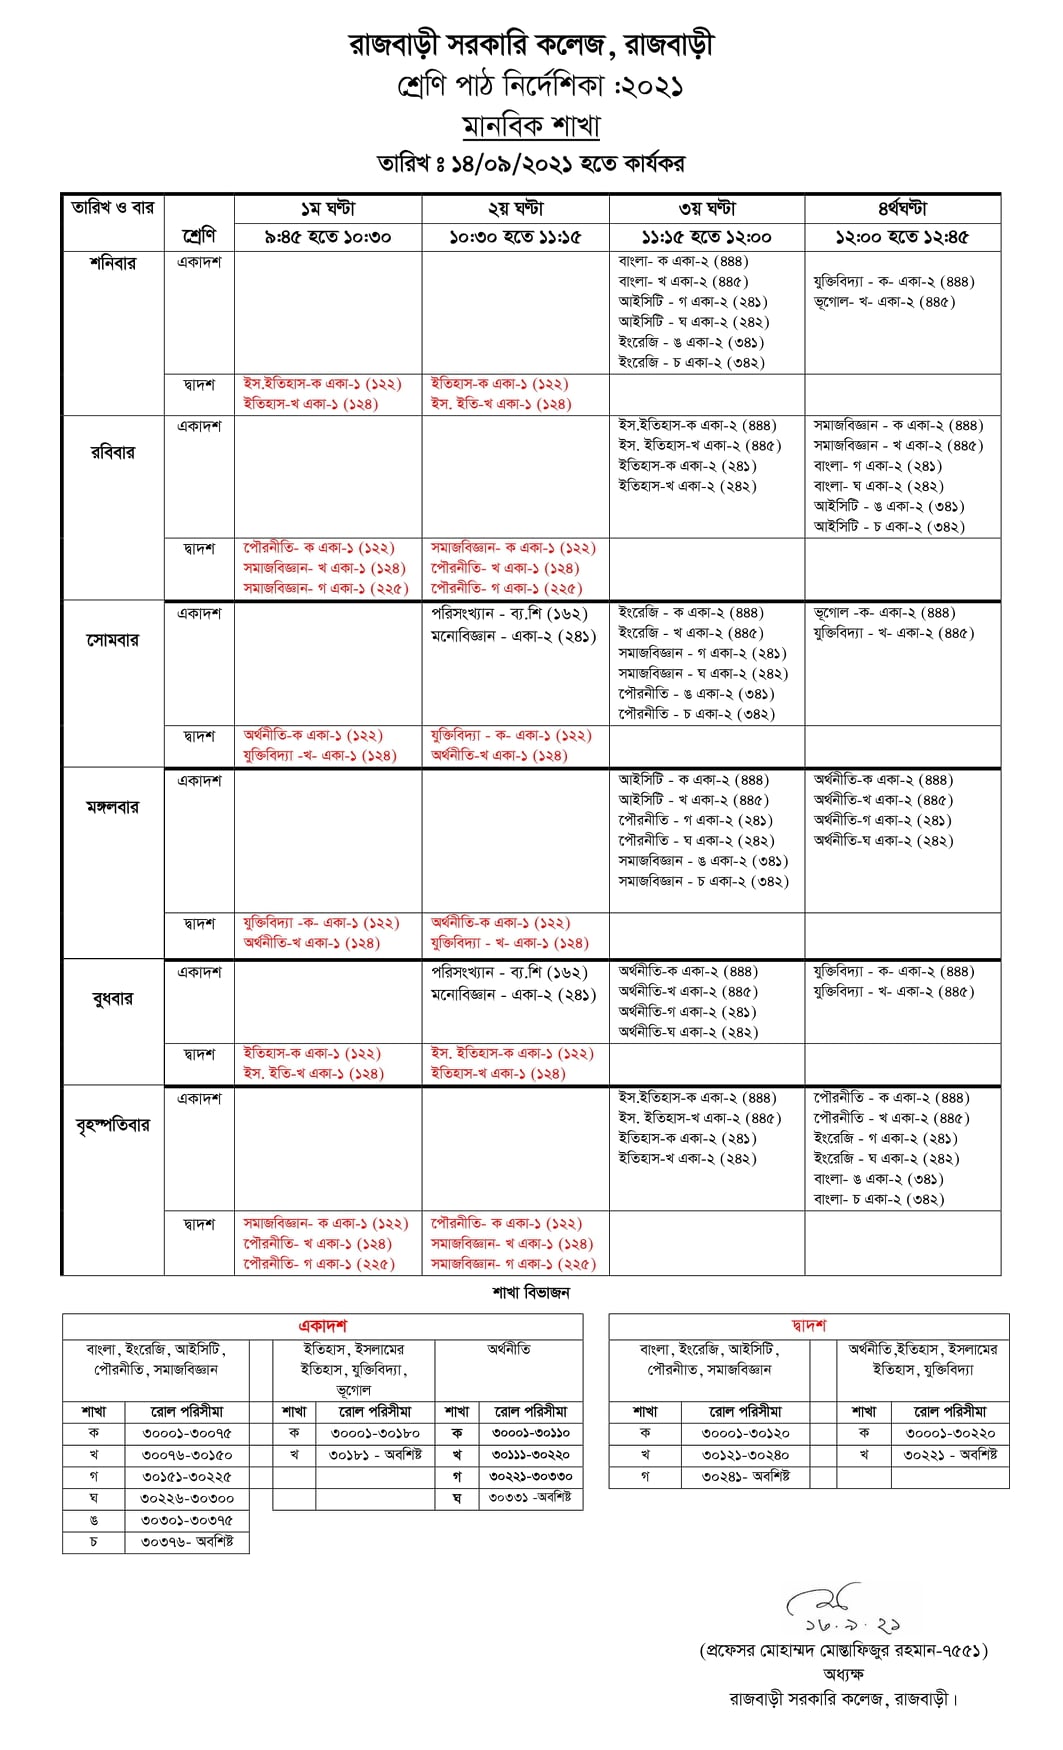 রাজবাড়ী সরকারি কলেজ, রাজবাড়ী
শ্রেণি পাঠ নির্দেশিকা :২০২১
মানবিক শাখা
তারিখ ঃ ১৪/০৯/২০২১ হতে কার্যকর
তারিখ ও বার শ্রেণি ১ম ঘণ্টা ২য় ঘণ্টা ৩য় ঘণ্টা ৪র্থঘণ্টা
৯:৪৫ হতে ১০:৩০ ১০:৩০ হতে ১১:১৫ ১১:১৫ হতে ১২:০০ ১২:০০ হতে ১২:৪৫
শনিবার
একাদশ
বাংলা- ক একা-২ (৪৪৪)
বাংলা- খ একা-২ (৪৪৫)
আইসিটি - গ একা-২ (২৪১)
আইসিটি - ঘ একা-২ (২৪২)
ইংরেজি - ঙ একা-২ (৩৪১)
ইংরেজি - চ একা-২ (৩৪২)
যুক্তিবিদ্যা - ক- একা-২ (৪৪৪)
ভূগোল- খ- একা-২ (৪৪৫)
দ্বাদশ
ইস.ইতিহাস-ক একা-১ (১২২)
ইতিহাস-খ একা-১ (১২৪)
ইতিহাস-ক একা-১ (১২২)
ইস. ইতি-খ একা-১ (১২৪)
রবিবার
একাদশ
ইস.ইতিহাস-ক একা-২ (৪৪৪)
ইস. ইতিহাস-খ একা-২ (৪৪৫)
ইতিহাস-ক একা-২ (২৪১)
ইতিহাস-খ একা-২ (২৪২)
সমাজবিজ্ঞান - ক একা-২ (৪৪৪)
সমাজবিজ্ঞান - খ একা-২ (৪৪৫)
বাংলা- গ একা-২ (২৪১)
বাংলা- ঘ একা-২ (২৪২)
আইসিটি - ঙ একা-২ (৩৪১)
আইসিটি - চ একা-২ (৩৪২)
দ্বাদশ
পৌরনীতি- ক একা-১ (১২২)
সমাজবিজ্ঞান- খ একা-১ (১২৪)
সমাজবিজ্ঞান- গ একা-১ (২২৫)
সমাজবিজ্ঞান- ক একা-১ (১২২)
পৌরনীতি- খ একা-১ (১২৪)
পৌরনীতি- গ একা-১ (২২৫)
সোমবার
একাদশ
পরিসংখ্যান - ব্য.শি (১৬২)
মনোবিজ্ঞান - একা-২ (২৪১)
ইংরেজি - ক একা-২ (৪৪৪)
ইংরেজি - খ একা-২ (৪৪৫)
সমাজবিজ্ঞান - গ একা-২ (২৪১)
সমাজবিজ্ঞান - ঘ একা-২ (২৪২)
পৌরনীতি - ঙ একা-২ (৩৪১)
পৌরনীতি - চ একা-২ (৩৪২)
ভূগোল -ক- একা-২ (৪৪৪)
যুক্তিবিদ্যা - খ- একা-২ (৪৪৫)
দ্বাদশ
অর্থনীতি-ক একা-১ (১২২)
যুক্তিবিদ্যা -খ- একা-১ (১২৪)
যুক্তিবিদ্যা - ক- একা-১ (১২২)
অর্থনীতি-খ একা-১ (১২৪)
মঙ্গলবার
একাদশ
আইসিটি - ক একা-২ (৪৪৪)
আইসিটি - খ একা-২ (৪৪৫)
পৌরনীতি - গ একা-২ (২৪১)
পৌরনীতি - ঘ একা-২ (২৪২)
সমাজবিজ্ঞান - ঙ একা-২ (৩৪১)
সমাজবিজ্ঞান - চ একা-২ (৩৪২)
অর্থনীতি-ক একা-২ (৪৪৪)
অর্থনীতি-খ একা-২ (৪৪৫)
অর্থনীতি-গ একা-২ (২৪১)
অর্থনীতি-ঘ একা-২ (২৪২)
দ্বাদশ
যুক্তিবিদ্যা -ক- একা-১ (১২২)
অর্থনীতি-খ একা-১ (১২৪)
অর্থনীতি-ক একা-১ (১২২)
যুক্তিবিদ্যা - খ- একা-১ (১২৪)
বুধবার
একাদশ
পরিসংখ্যান - ব্য.শি (১৬২)
মনোবিজ্ঞান - একা-২ (২৪১)
অর্থনীতি-ক একা-২ (৪৪৪)
অর্থনীতি-খ একা-২ (৪৪৫)
অর্থনীতি-গ একা-২ (২৪১)
অর্থনীতি-ঘ একা-২ (২৪২)
যুক্তিবিদ্যা - ক- একা-২ (৪৪৪)
যুক্তিবিদ্যা - খ- একা-২ (৪৪৫)
দ্বাদশ
ইতিহাস-ক একা-১ (১২২)
ইস. ইতি-খ একা-১ (১২৪)
ইস. ইতিহাস-ক একা-১ (১২২)
ইতিহাস-খ একা-১ (১২৪)
বৃহস্পতিবার
একাদশ
ইস.ইতিহাস-ক একা-২ (৪৪৪)
ইস. ইতিহাস-খ একা-২ (৪৪৫)
ইতিহাস-ক একা-২ (২৪১)
ইতিহাস-খ একা-২ (২৪২)
পৌরনীতি - ক একা-২ (৪৪৪)
পৌরনীতি - খ একা-২ (৪৪৫)
ইংরেজি - গ একা-২ (২৪১)
ইংরেজি - ঘ একা-২ (২৪২)
বাংলা- ঙ একা-২ (৩৪১)
বাংলা- চ একা-২ (৩৪২)
দ্বাদশ
সমাজবিজ্ঞান- ক একা-১ (১২২)
পৌরনীতি- খ একা-১ (১২৪)
পৌরনীতি- গ একা-১ (২২৫)
পৌরনীতি- ক একা-১ (১২২)
সমাজবিজ্ঞান- খ একা-১ (১২৪)
সমাজবিজ্ঞান- গ একা-১ (২২৫)
শাখা বিভাজন
একাদশ
বাংলা, ইংরেজি, আইসিটি,
পৌরনীতি, সমাজবিজ্ঞান
ইতিহাস, ইসলামের
ইতিহাস, যুক্তিবিদ্যা,
ভূগোল
অর্থনীতি
শাখা রোল পরিসীমা শাখা রোল পরিসীমা শাখা রোল পরিসীমা
ক ৩০০০১-৩০০৭৫ ক ৩০০০১-৩০১৮০ ক ৩০০০১-৩০১১০
খ ৩০০৭৬-৩০১৫০ খ ৩০১৮১ - অবশিষ্ট খ ৩০১১১-৩০২২০
গ ৩০১৫১-৩০২২৫ গ ৩০২২১-৩০৩৩০
ঘ ৩০২২৬-৩০৩০০ ঘ ৩০৩৩১ -অবশিষ্ট
ঙ ৩০৩০১-৩০৩৭৫
চ ৩০৩৭৬- অবশিষ্ট
দ্বাদশ
বাংলা, ইংরেজি, আইসিটি,
পৌরনীাত, সমাজবিজ্ঞান
অর্থনীতি,ইতিহাস, ইসলামের
ইতিহাস, যুক্তিবিদ্যা
শাখা রোল পরিসীমা শাখা রোল পরিসীমা
ক ৩০০০১-৩০১২০ ক ৩০০০১-৩০২২০
খ ৩০১২১-৩০২৪০ খ ৩০২২১ - অবশিষ্ট
গ ৩০২৪১- অবশিষ্ট
১৩.৯.২১
(প্রফেসর মোহাম্মদ মোস্তাফিজুর রহমান-৭৫৫১)
অধ্যক্ষ
রাজবাড়ী সরকারি কলেজ, রাজবাড়ী।